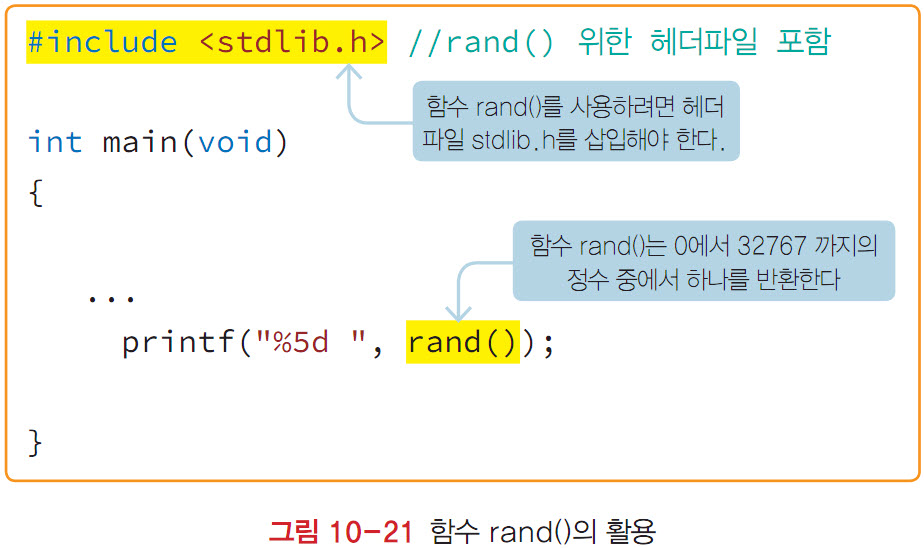 #include <stdlib.h> //rand() 위한 헤더파일 포함
함수 rand()를 사용하려면 헤더
파일 stdlib.h를 삽입해야 한다.
int main(void)
{
함수 rand()는 0에서 32767 까지의
정수 중에서 하나를 반환한다
...
printf("%5d ", rand());
}
그림 10-21 함수 rand()의 활용